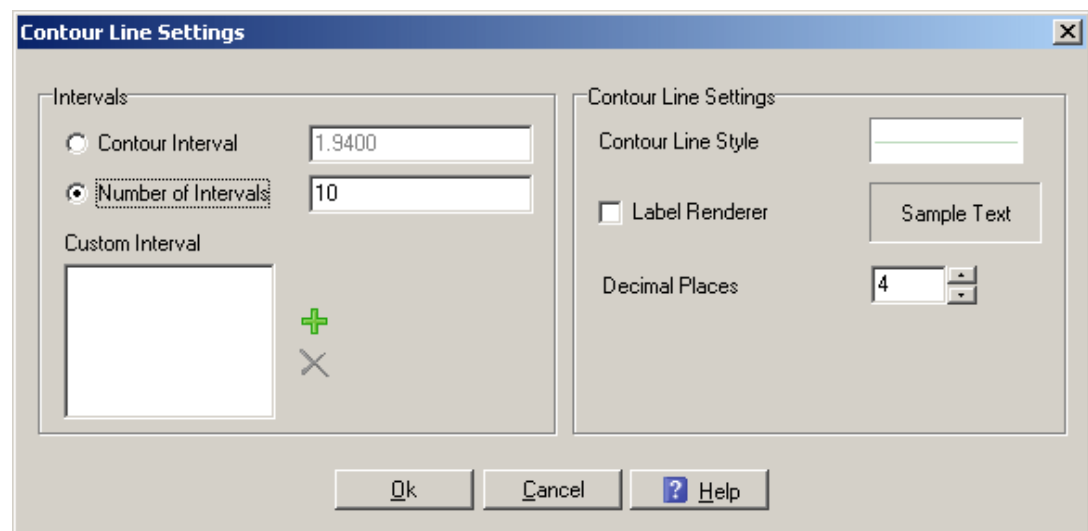 Contour Line Settings
Intervals
Contour Interval 1.9400
Number of Intervals 10
Custom Interval
Contour Line Settings
Contour Line Style
Label Renderer Sample Text
Decimal Places 4
Ok Cancel ? Help